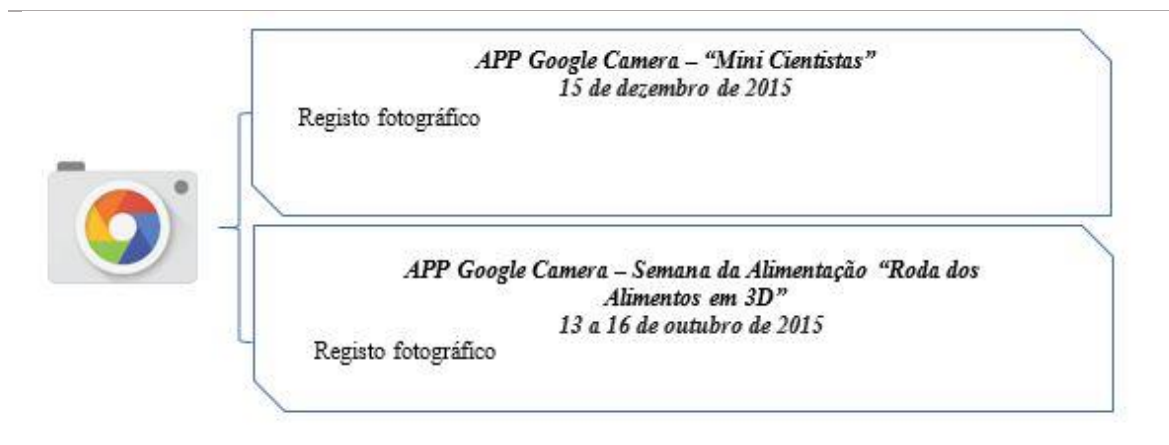 APP Google Camera – “Mini Cientistas”
15 de dezembro de 2015
Registo fotográfico
APP Google Camera – Semana da Alimentação “Roda dos
Alimentos em 3D”
13 a 16 de outubro de 2015
Registo fotográfico